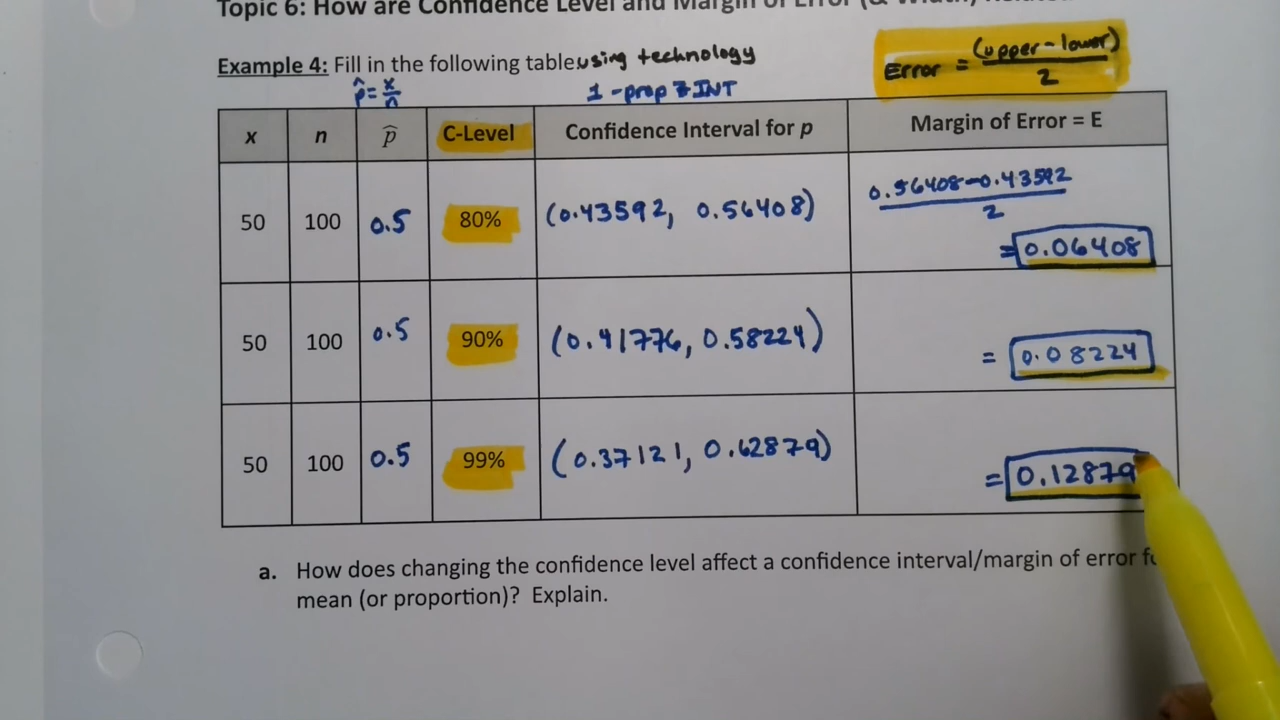 Topic 6: How are Confidence Level and Margin of Error (& Width)
Example 4: Fill in the following table using technology
Error = (upper-lower) / 2
p̂ = x/n
1-prop Z INT
x n p̂ C-Level Confidence Interval for p Margin of Error = E
50 100 0.5 80% (0.43592, 0.56408) 0.56408-0.43592 / 2
= 0.06408
50 100 0.5 90% (0.41776, 0.58224) = 0.08224
50 100 0.5 99% (0.37121, 0.62879) = 0.12879
a. How does changing the confidence level affect a confidence interval/margin of error
mean (or proportion)? Explain.